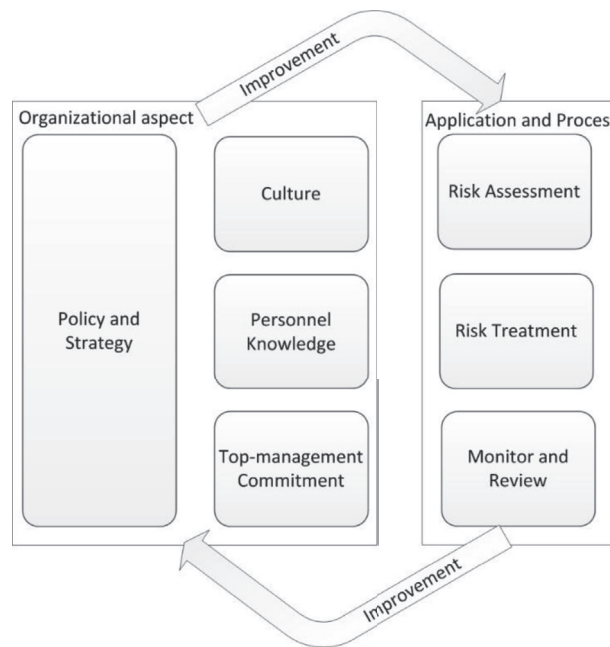 Improvement
Organizational aspect
Application and Proces
Policy and
Strategy
Culture
Personnel
Knowledge
Top-management
Commitment
Risk Assessment
Risk Treatment
Monitor and
Review
Improvement